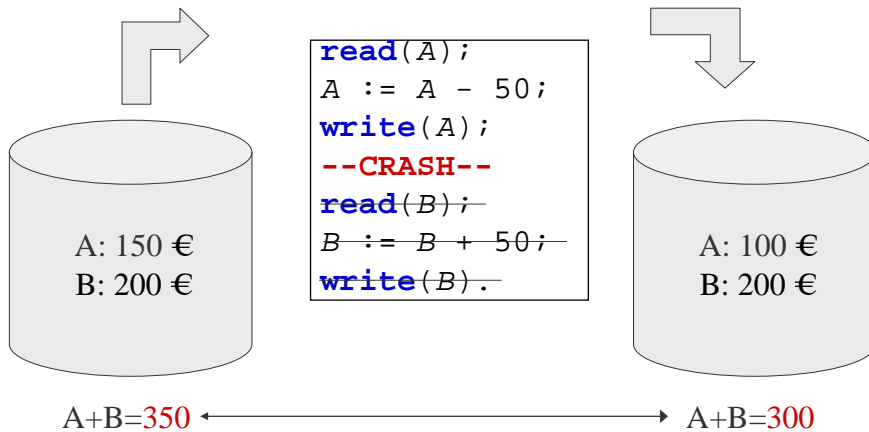 read(A);
A := A - 50;
write(A);
--CRASH--
read(B);
B := B + 50;
write(B).
A: 150 €
B: 200 €
A: 100 €
B: 200 €
A+B=350
A+B=300